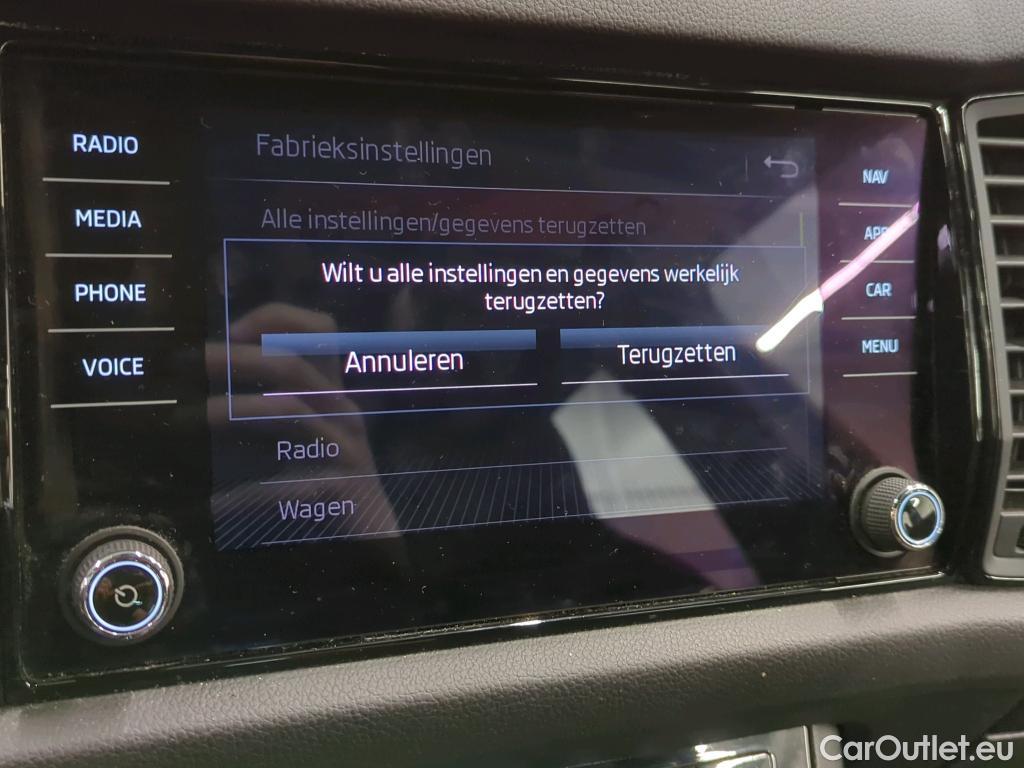 RADIO
MEDIA
PHONE
VOICE
Fabrieksinstellingen
Alle instellingen/gegevens terugzetten
Wilt u alle instellingen en gegevens werkelijk
terugzetten?
Annuleren
Terugzetten
Radio
Wagen
NAV
APP
CAR
MENU
CarOutlet.eu